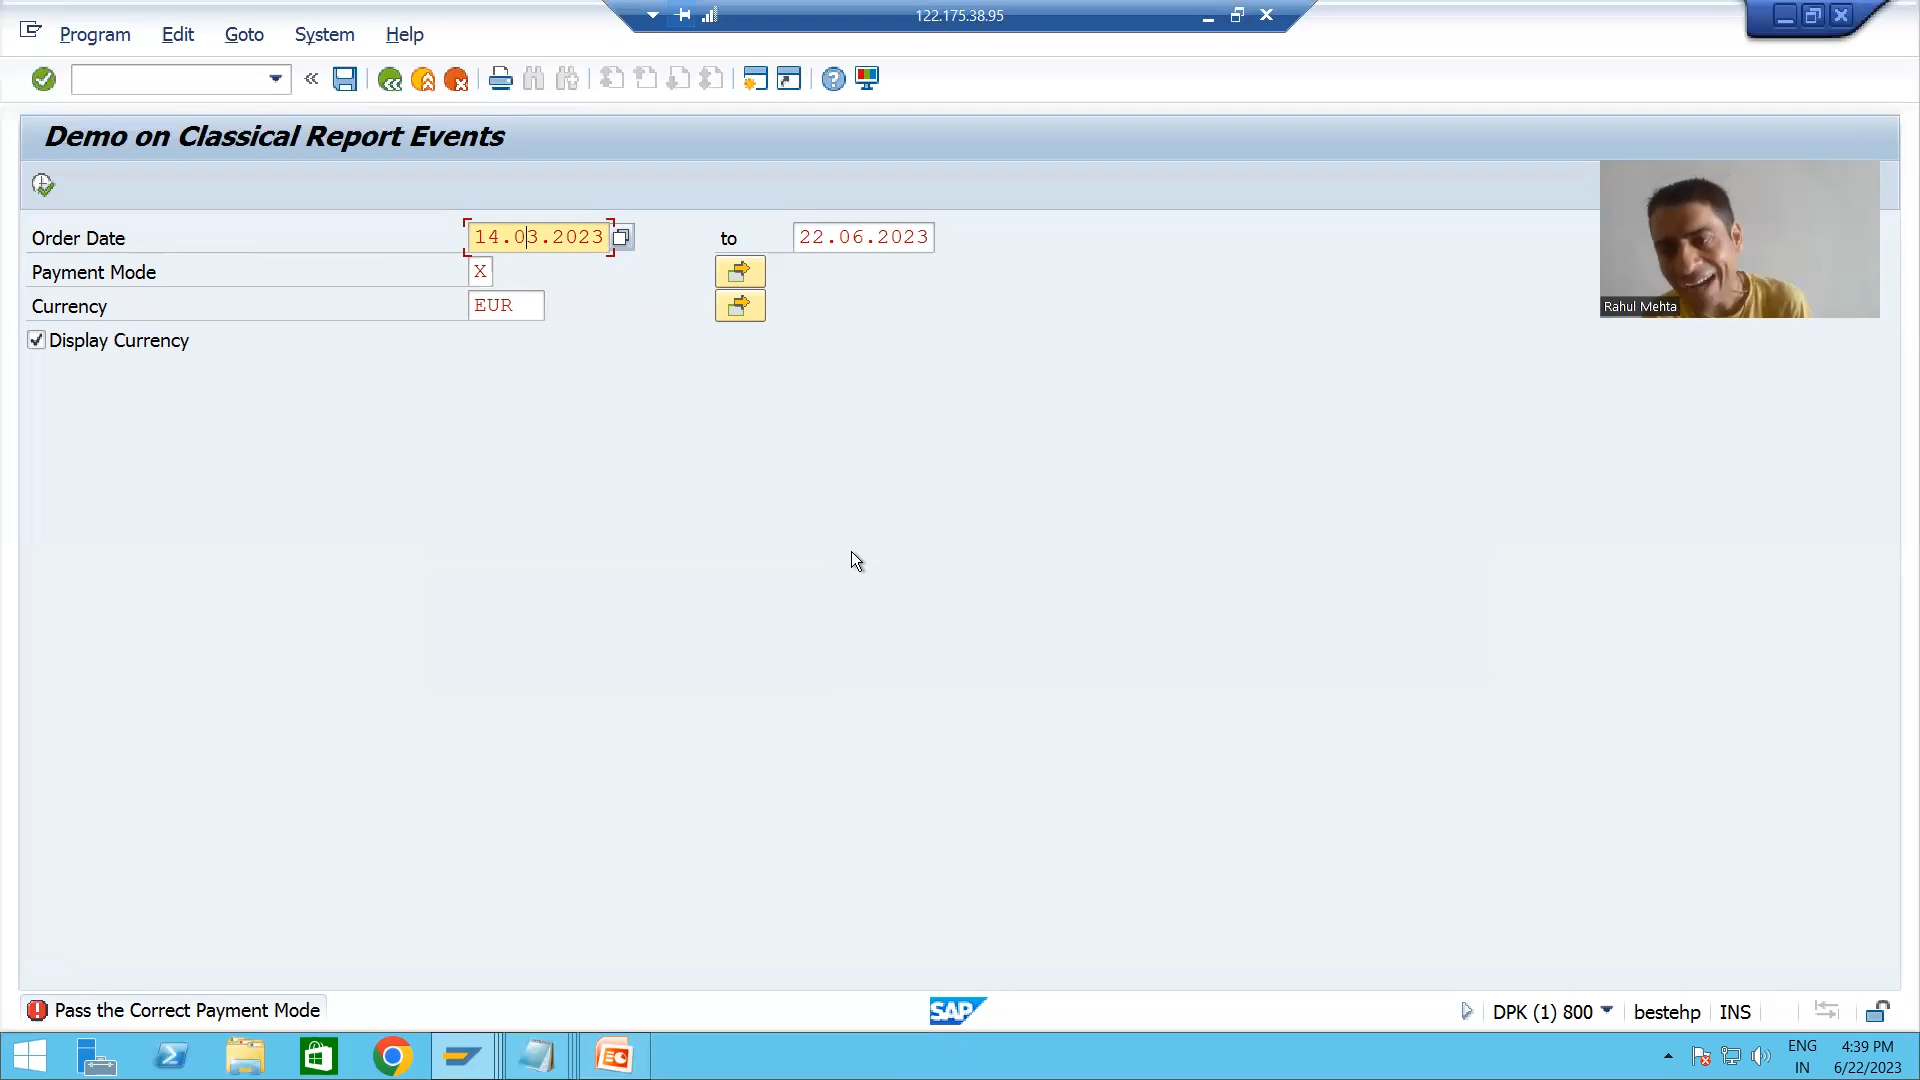 122.175.38.95
Program Edit Goto System Help
Demo on Classical Report Events
Order Date 14.03.2023 to 22.06.2023
Payment Mode X
Currency EUR
Display Currency
Rahul Mehta
Pass the Correct Payment Mode
SAP
DPK (1) 800 bestehp INS
ENG 4:39 PM
IN 6/22/2023